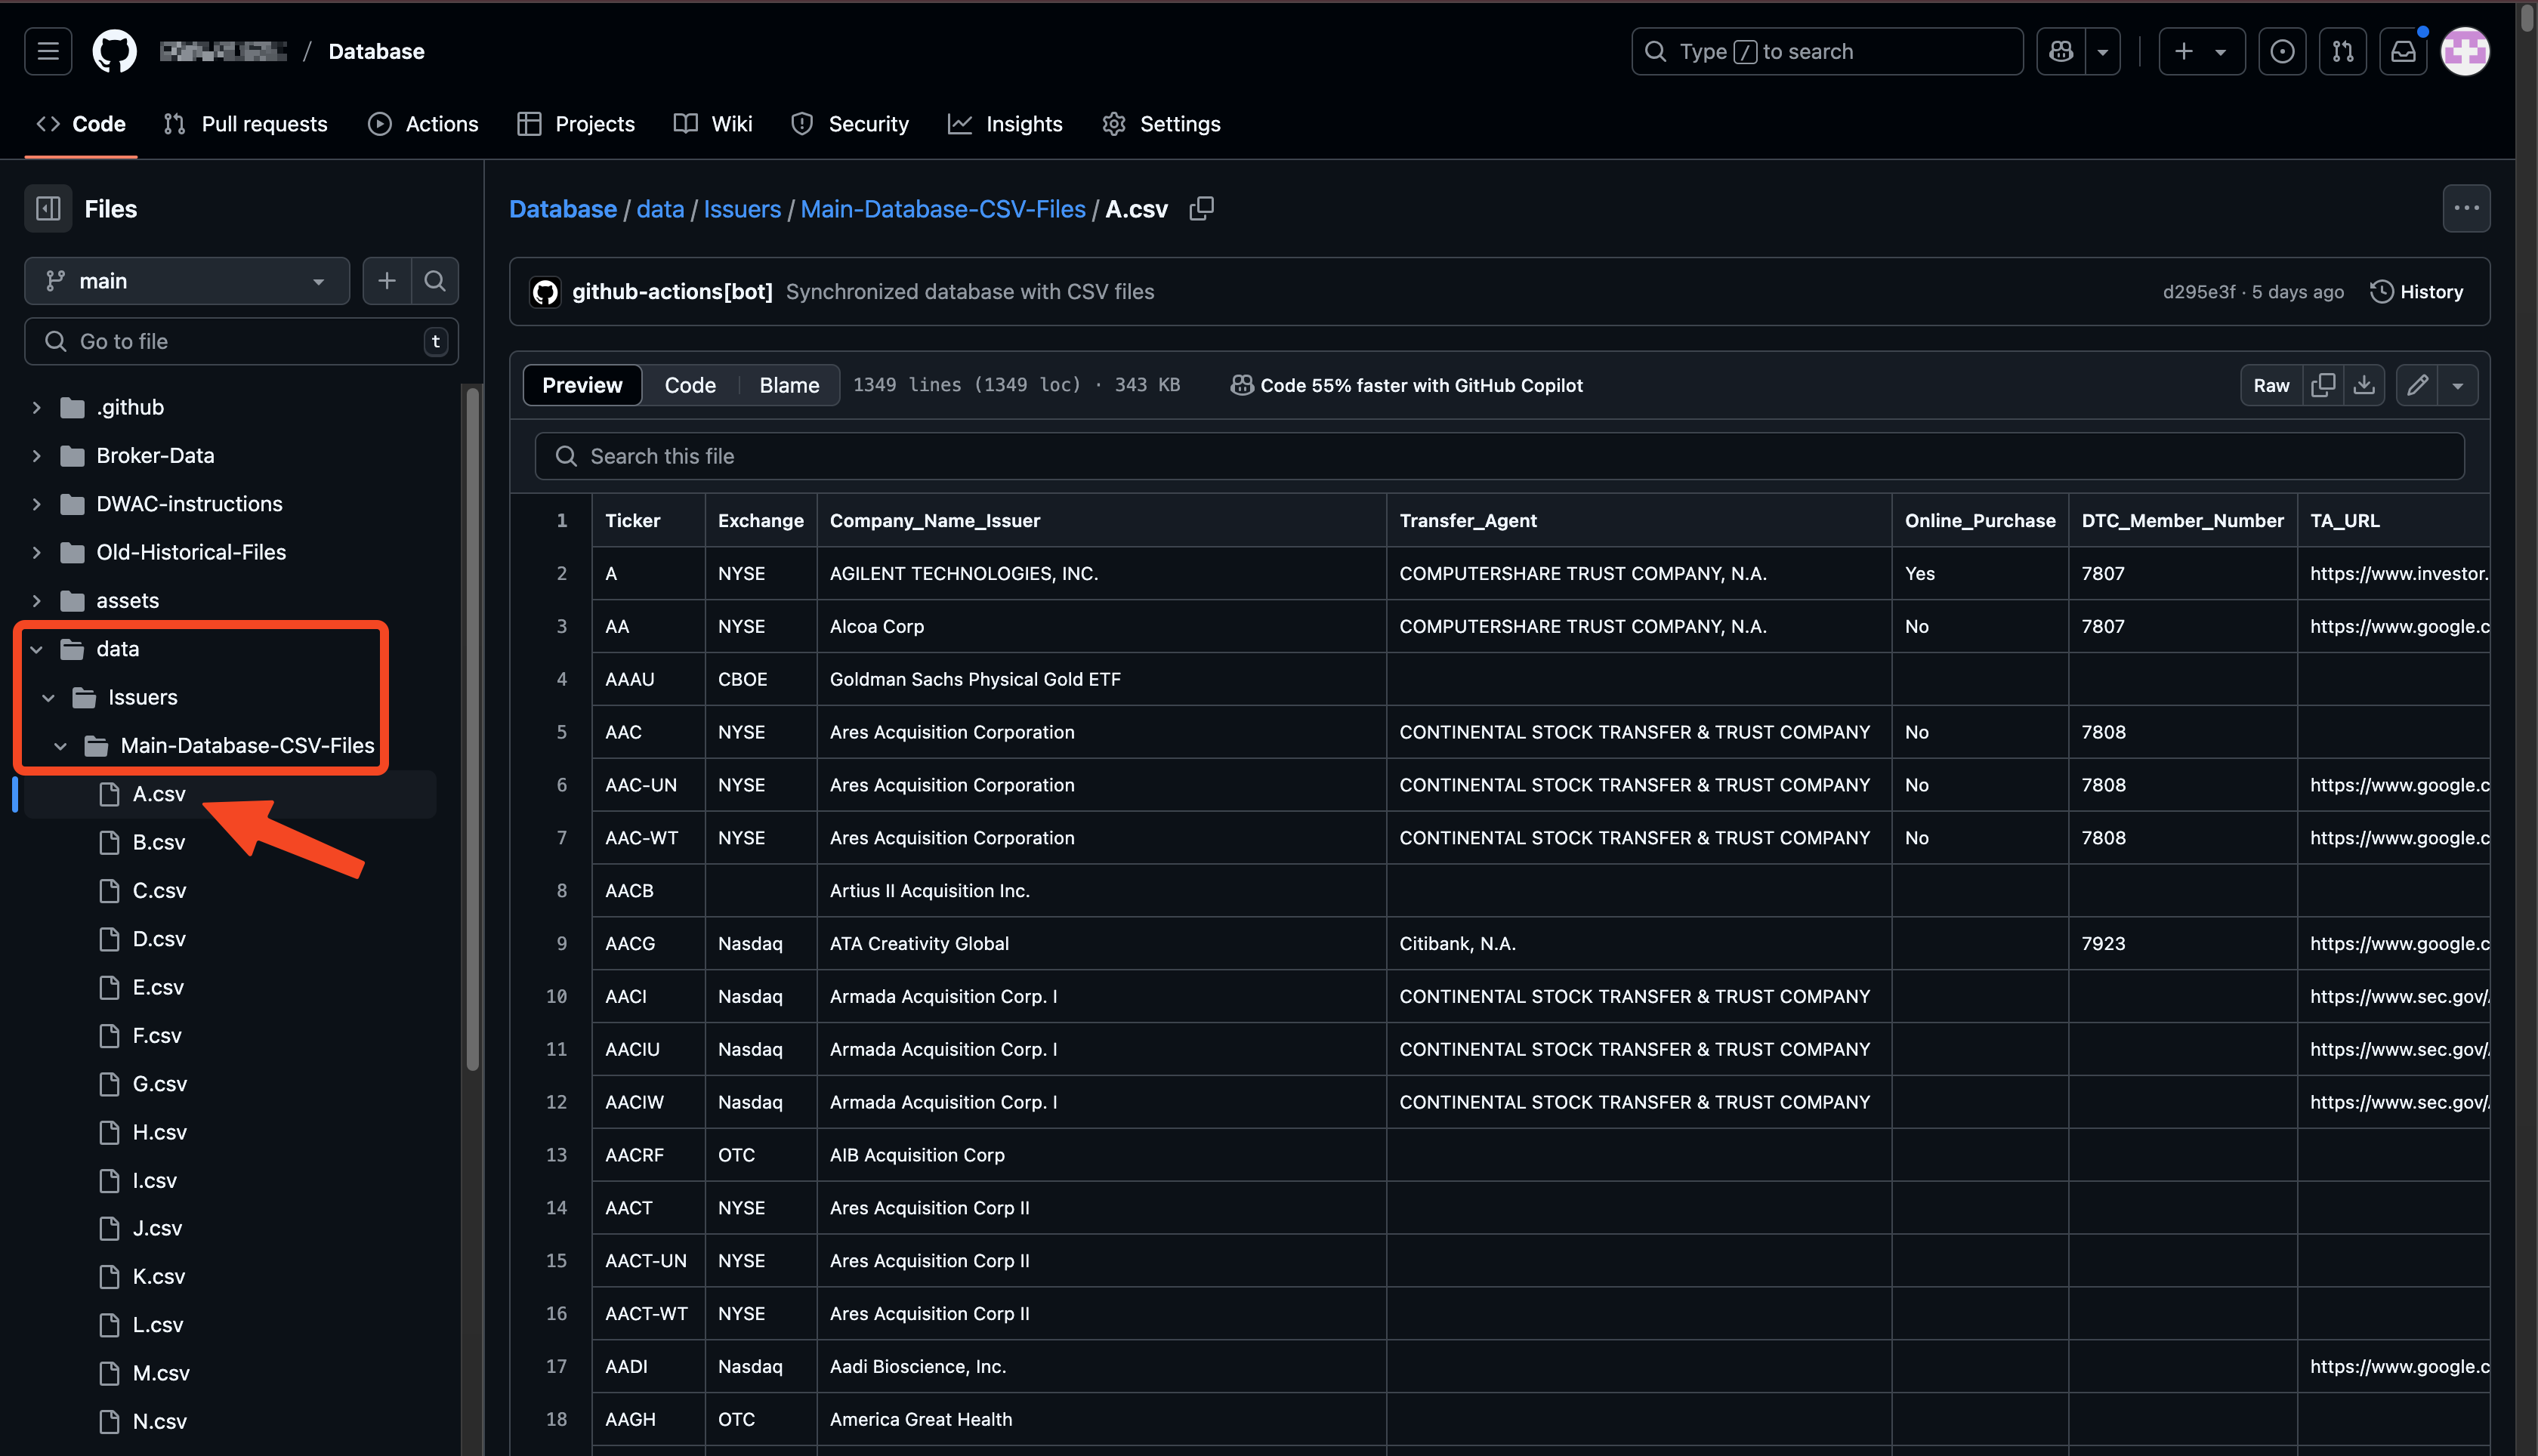 / Database
Type / to search
Code Pull requests Actions Projects Wiki Security Insights Settings
Files
main
Go to file t
.github
Broker-Data
DWAC-instructions
Old-Historical-Files
assets
data
Issuers
Main-Database-CSV-Files
A.csv
B.csv
C.csv
D.csv
E.csv
F.csv
G.csv
H.csv
I.csv
J.csv
K.csv
L.csv
M.csv
N.csv
Database / data / Issuers / Main-Database-CSV-Files / A.csv
github-actions[bot] Synchronized database with CSV files d295e3f · 5 days ago History
Preview Code Blame 1349 lines (1349 loc) · 343 KB Code 55% faster with GitHub Copilot Raw
Search this file
1 Ticker Exchange Company_Name_Issuer Transfer_Agent Online_Purchase DTC_Member_Number TA_URL
2 A NYSE AGILENT TECHNOLOGIES, INC. COMPUTERSHARE TRUST COMPANY, N.A. Yes 7807 https://www.investor.
3 AA NYSE Alcoa Corp COMPUTERSHARE TRUST COMPANY, N.A. No 7807 https://www.google.c
4 AAAU CBOE Goldman Sachs Physical Gold ETF
5 AAC NYSE Ares Acquisition Corporation CONTINENTAL STOCK TRANSFER & TRUST COMPANY No 7808
6 AAC-UN NYSE Ares Acquisition Corporation CONTINENTAL STOCK TRANSFER & TRUST COMPANY No 7808 https://www.google.c
7 AAC-WT NYSE Ares Acquisition Corporation CONTINENTAL STOCK TRANSFER & TRUST COMPANY No 7808 https://www.google.c
8 AACB Artius II Acquisition Inc.
9 AACG Nasdaq ATA Creativity Global Citibank, N.A. 7923 https://www.google.c
10 AACI Nasdaq Armada Acquisition Corp. I CONTINENTAL STOCK TRANSFER & TRUST COMPANY https://www.sec.gov/
11 AACIU Nasdaq Armada Acquisition Corp. I CONTINENTAL STOCK TRANSFER & TRUST COMPANY https://www.sec.gov/
12 AACIW Nasdaq Armada Acquisition Corp. I CONTINENTAL STOCK TRANSFER & TRUST COMPANY https://www.sec.gov/
13 AACRF OTC AIB Acquisition Corp
14 AACT NYSE Ares Acquisition Corp II
15 AACT-UN NYSE Ares Acquisition Corp II
16 AACT-WT NYSE Ares Acquisition Corp II
17 AADI Nasdaq Aadi Bioscience, Inc. https://www.google.c
18 AAGH OTC America Great Health